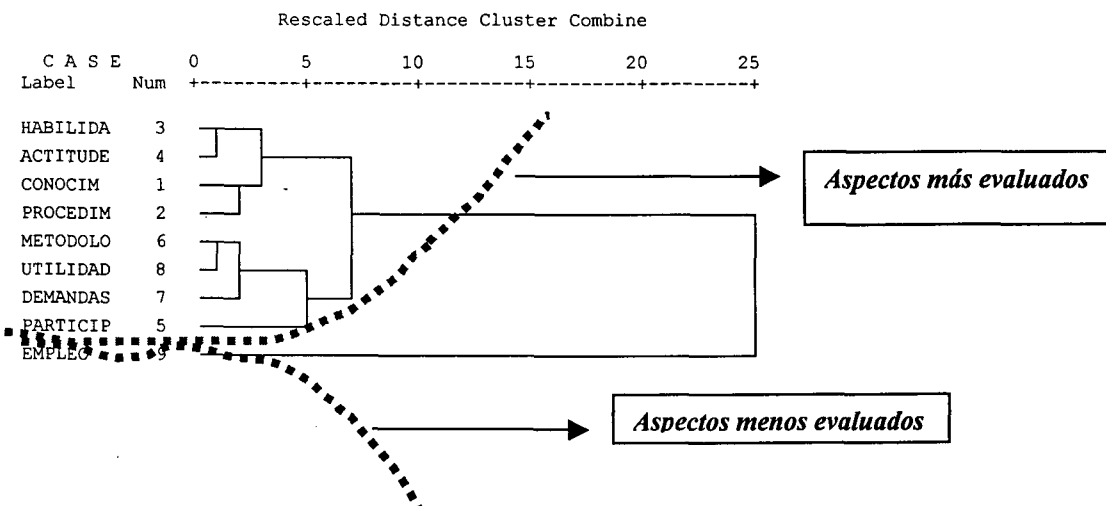 Rescaled Distance Cluster Combine
C A S E 0 5 10 15 20 25
Label Num +---------+---------+---------+---------+---------+
HABILIDA 3
ACTITUDE 4
CONOCIM 1
PROCEDIM 2
METODOLO 6
UTILIDAD 8
DEMANDAS 7
PARTICIP 5
EMPLEO 9
Aspectos más evaluados
Aspectos menos evaluados